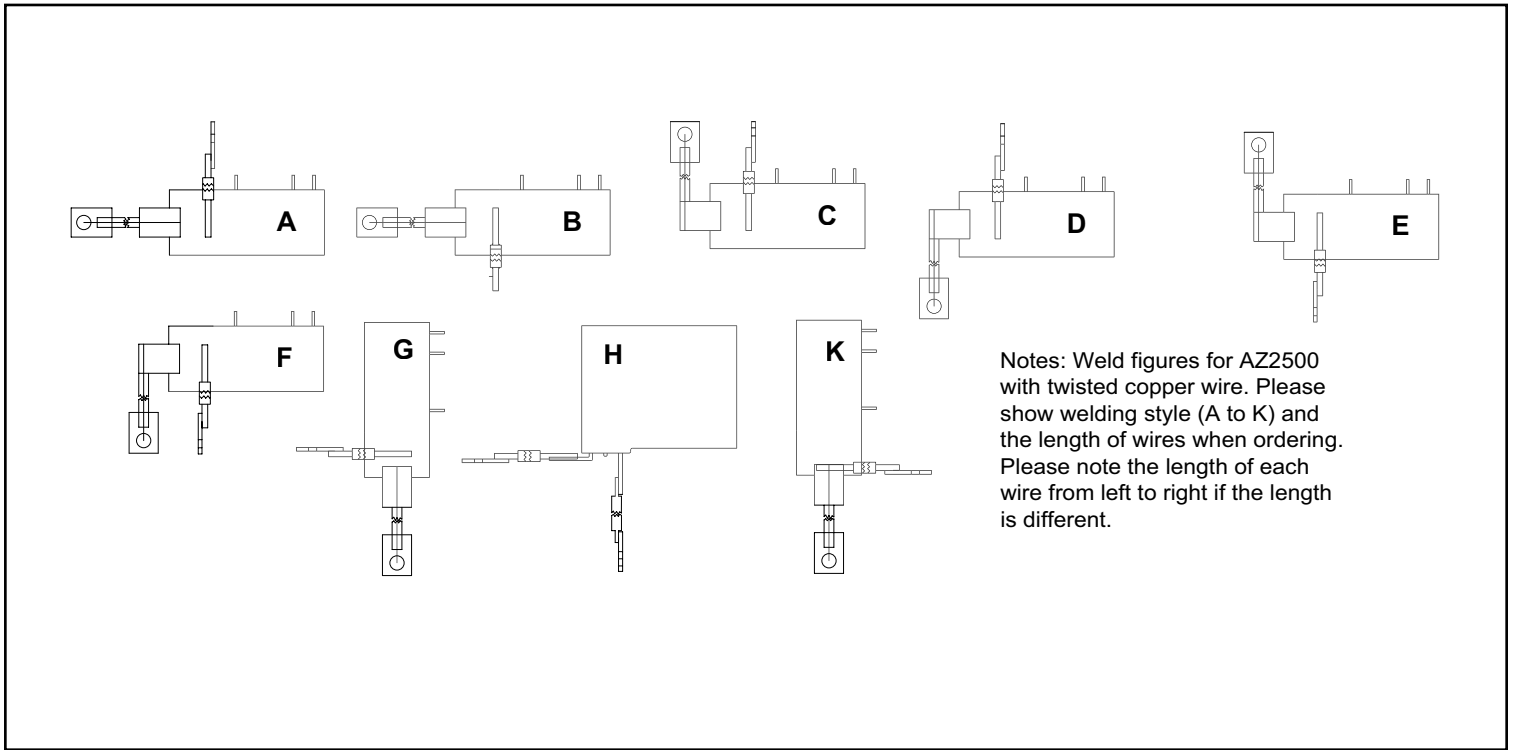 A
B
C
D
E
F
G
H
K
Notes: Weld figures for AZ2500
with twisted copper wire. Please
show welding style (A to K) and
the length of wires when ordering.
Please note the length of each
wire from left to right if the length
is different.